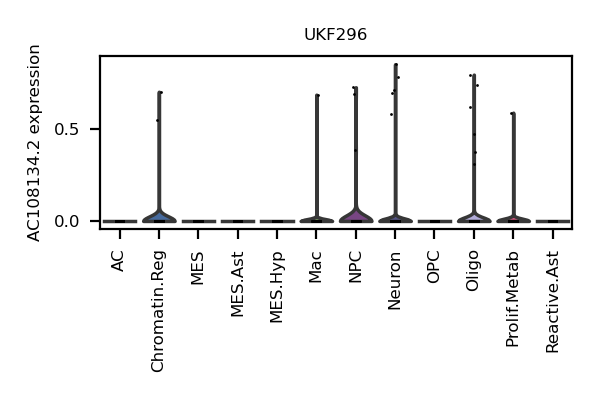 UKF296
AC108134.2 expression
0.5
0.0
AC
Chromatin.Reg
MES
MES.Ast
MES.Hyp
Mac
NPC
Neuron
OPC
Oligo
Prolif.Metab
Reactive.Ast